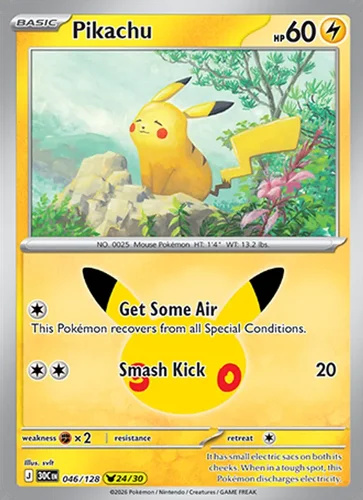 BASIC Pikachu HP 60
NO. 0025 Mouse Pokémon HT: 1'4" WT: 13.2 lbs.
Get Some Air
This Pokémon recovers from all Special Conditions.
Smash Kick 20
weakness ×2 resistance retreat
Illus. svlt
J 30C EN 046/128 24/30
It has small electric sacs on both its
cheeks. When in a tough spot, this
Pokémon discharges electricity.
©2026 Pokémon / Nintendo / Creatures / GAME FREAK